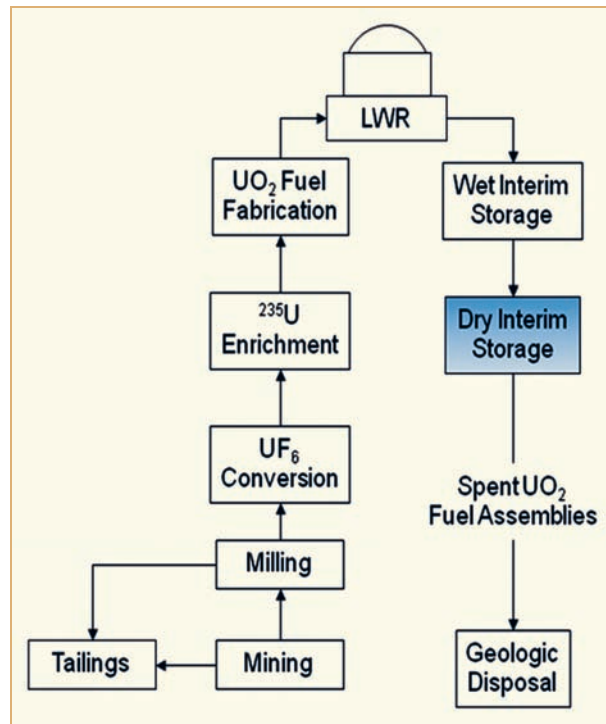 LWR
UO₂ Fuel
Fabrication
Wet Interim
Storage
²³⁵U
Enrichment
Dry Interim
Storage
UF₆
Conversion
Spent UO₂
Fuel Assemblies
Milling
Tailings
Mining
Geologic
Disposal